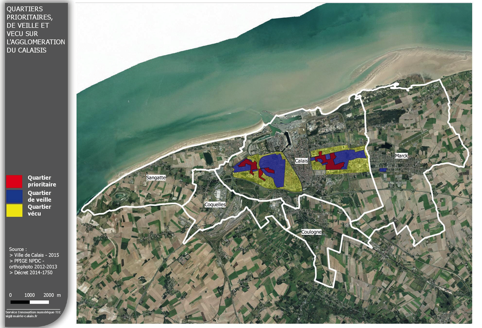 QUARTIERS
PRIORITAIRES,
DE VEILLE ET
VECU SUR
L'AGGLOMERATION
DU CALAISIS
Quartier
prioritaire
Quartier
de veille
Quartier
vécu
Source :
> Ville de Calais - 2015
> PPIGE NPDC -
orthophoto 2012-2013
> Décret 2014-1750
0 1000 2000 m
Sangatte
Coquelles
Calais
Marck
Coulogne